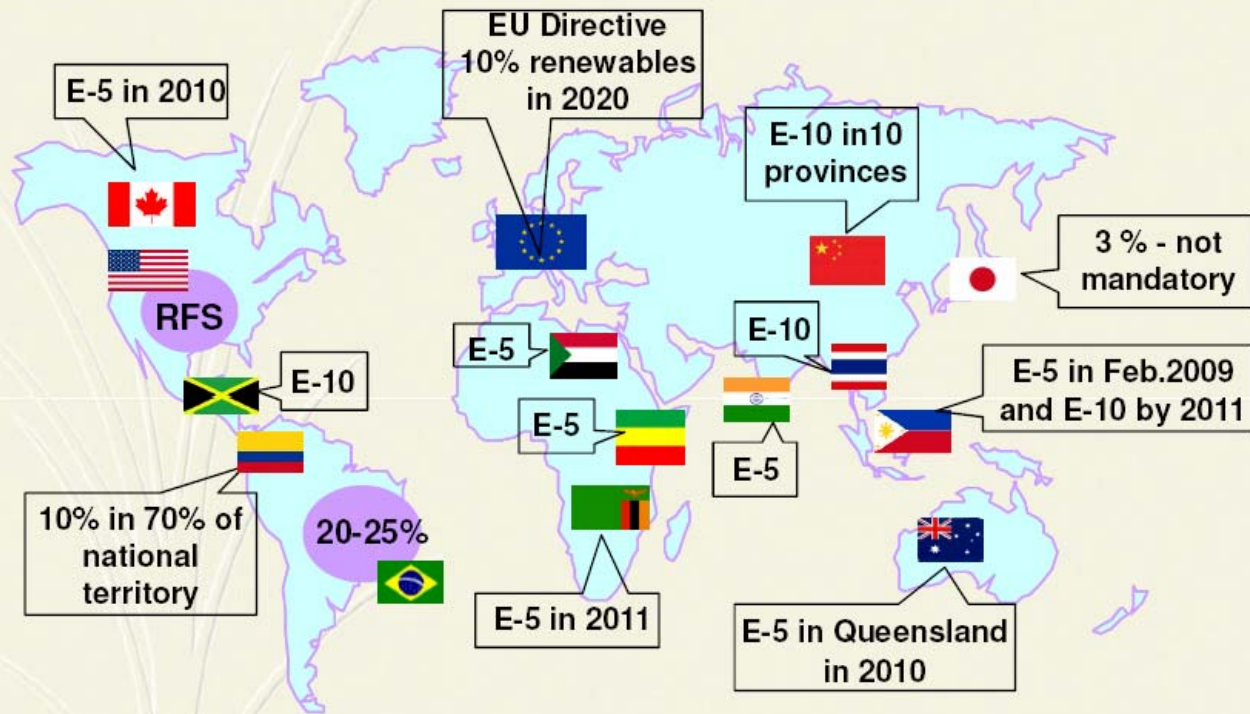 EU Directive
10% renewables
in 2020
E-5 in 2010
E-10 in10
provinces
3 % - not
mandatory
RFS
E-5
E-10
E-10
E-5 in Feb.2009
and E-10 by 2011
E-5
E-5
10% in 70% of
national
territory
20-25%
E-5 in 2011
E-5 in Queensland
in 2010